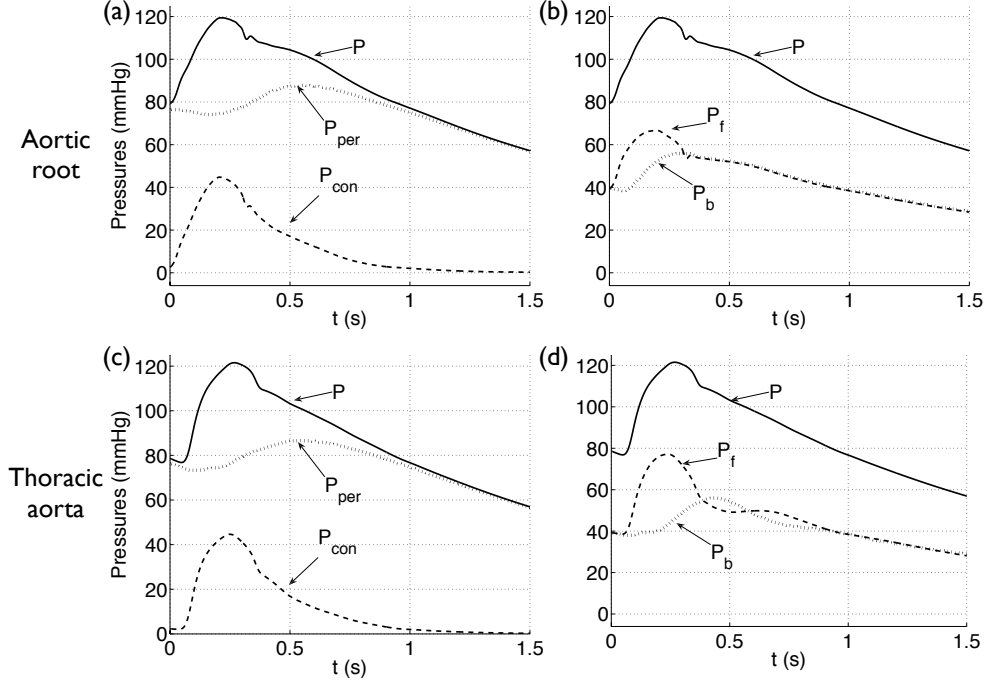 (a)
(b)
Aortic
root
Pressures (mmHg)
120
100
80
60
40
20
0
P
P_per
P_con
0
0.5
1
1.5
t (s)
120
100
80
60
40
20
0
P
P_f
P_b
0
0.5
1
1.5
t (s)
(c)
(d)
Thoracic
aorta
Pressures (mmHg)
120
100
80
60
40
20
0
P
P_per
P_con
0
0.5
1
1.5
t (s)
120
100
80
60
40
20
0
P
P_f
P_b
0
0.5
1
1.5
t (s)